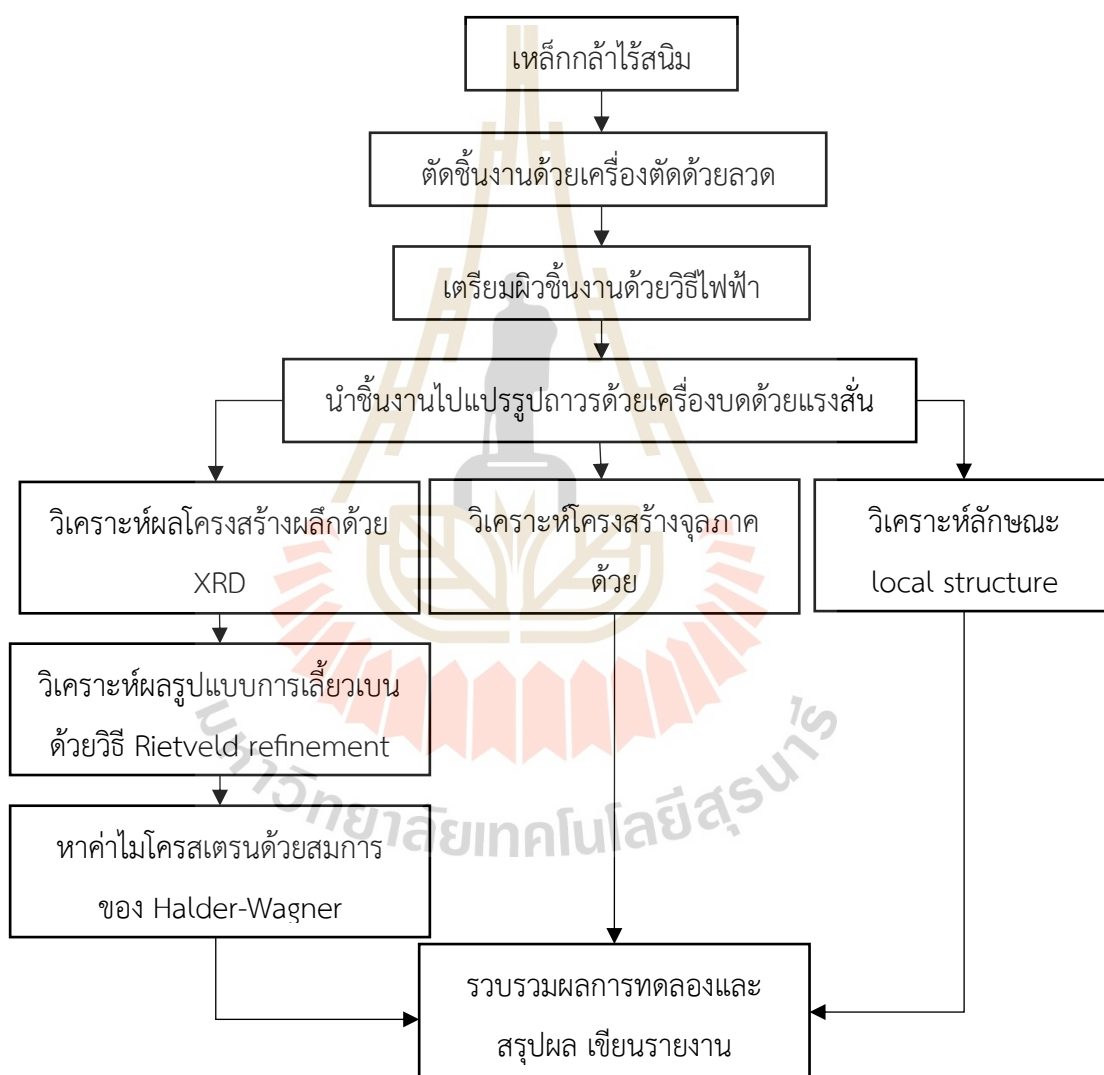 เหล็กกล้าไร้สนิม
ตัดชิ้นงานด้วยเครื่องตัดด้วยลวด
เตรียมผิวชิ้นงานด้วยวิธีไฟฟ้า
นำชิ้นงานไปแปรรูปถาวรด้วยเครื่องบดด้วยแรงสั่น
วิเคราะห์ผลโครงสร้างผลึกด้วย
XRD
วิเคราะห์โครงสร้างจุลภาค
ด้วย
วิเคราะห์ลักษณะ
local structure
วิเคราะห์ผลรูปแบบการเลี้ยวเบน
ด้วยวิธี Rietveld refinement
หาค่าไมโครสเตรนด้วยสมการ
ของ Halder-Wagner
รวบรวมผลการทดลองและ
สรุปผล เขียนรายงาน
มหาวิทยาลัยเทคโนโลยีสุรนารี